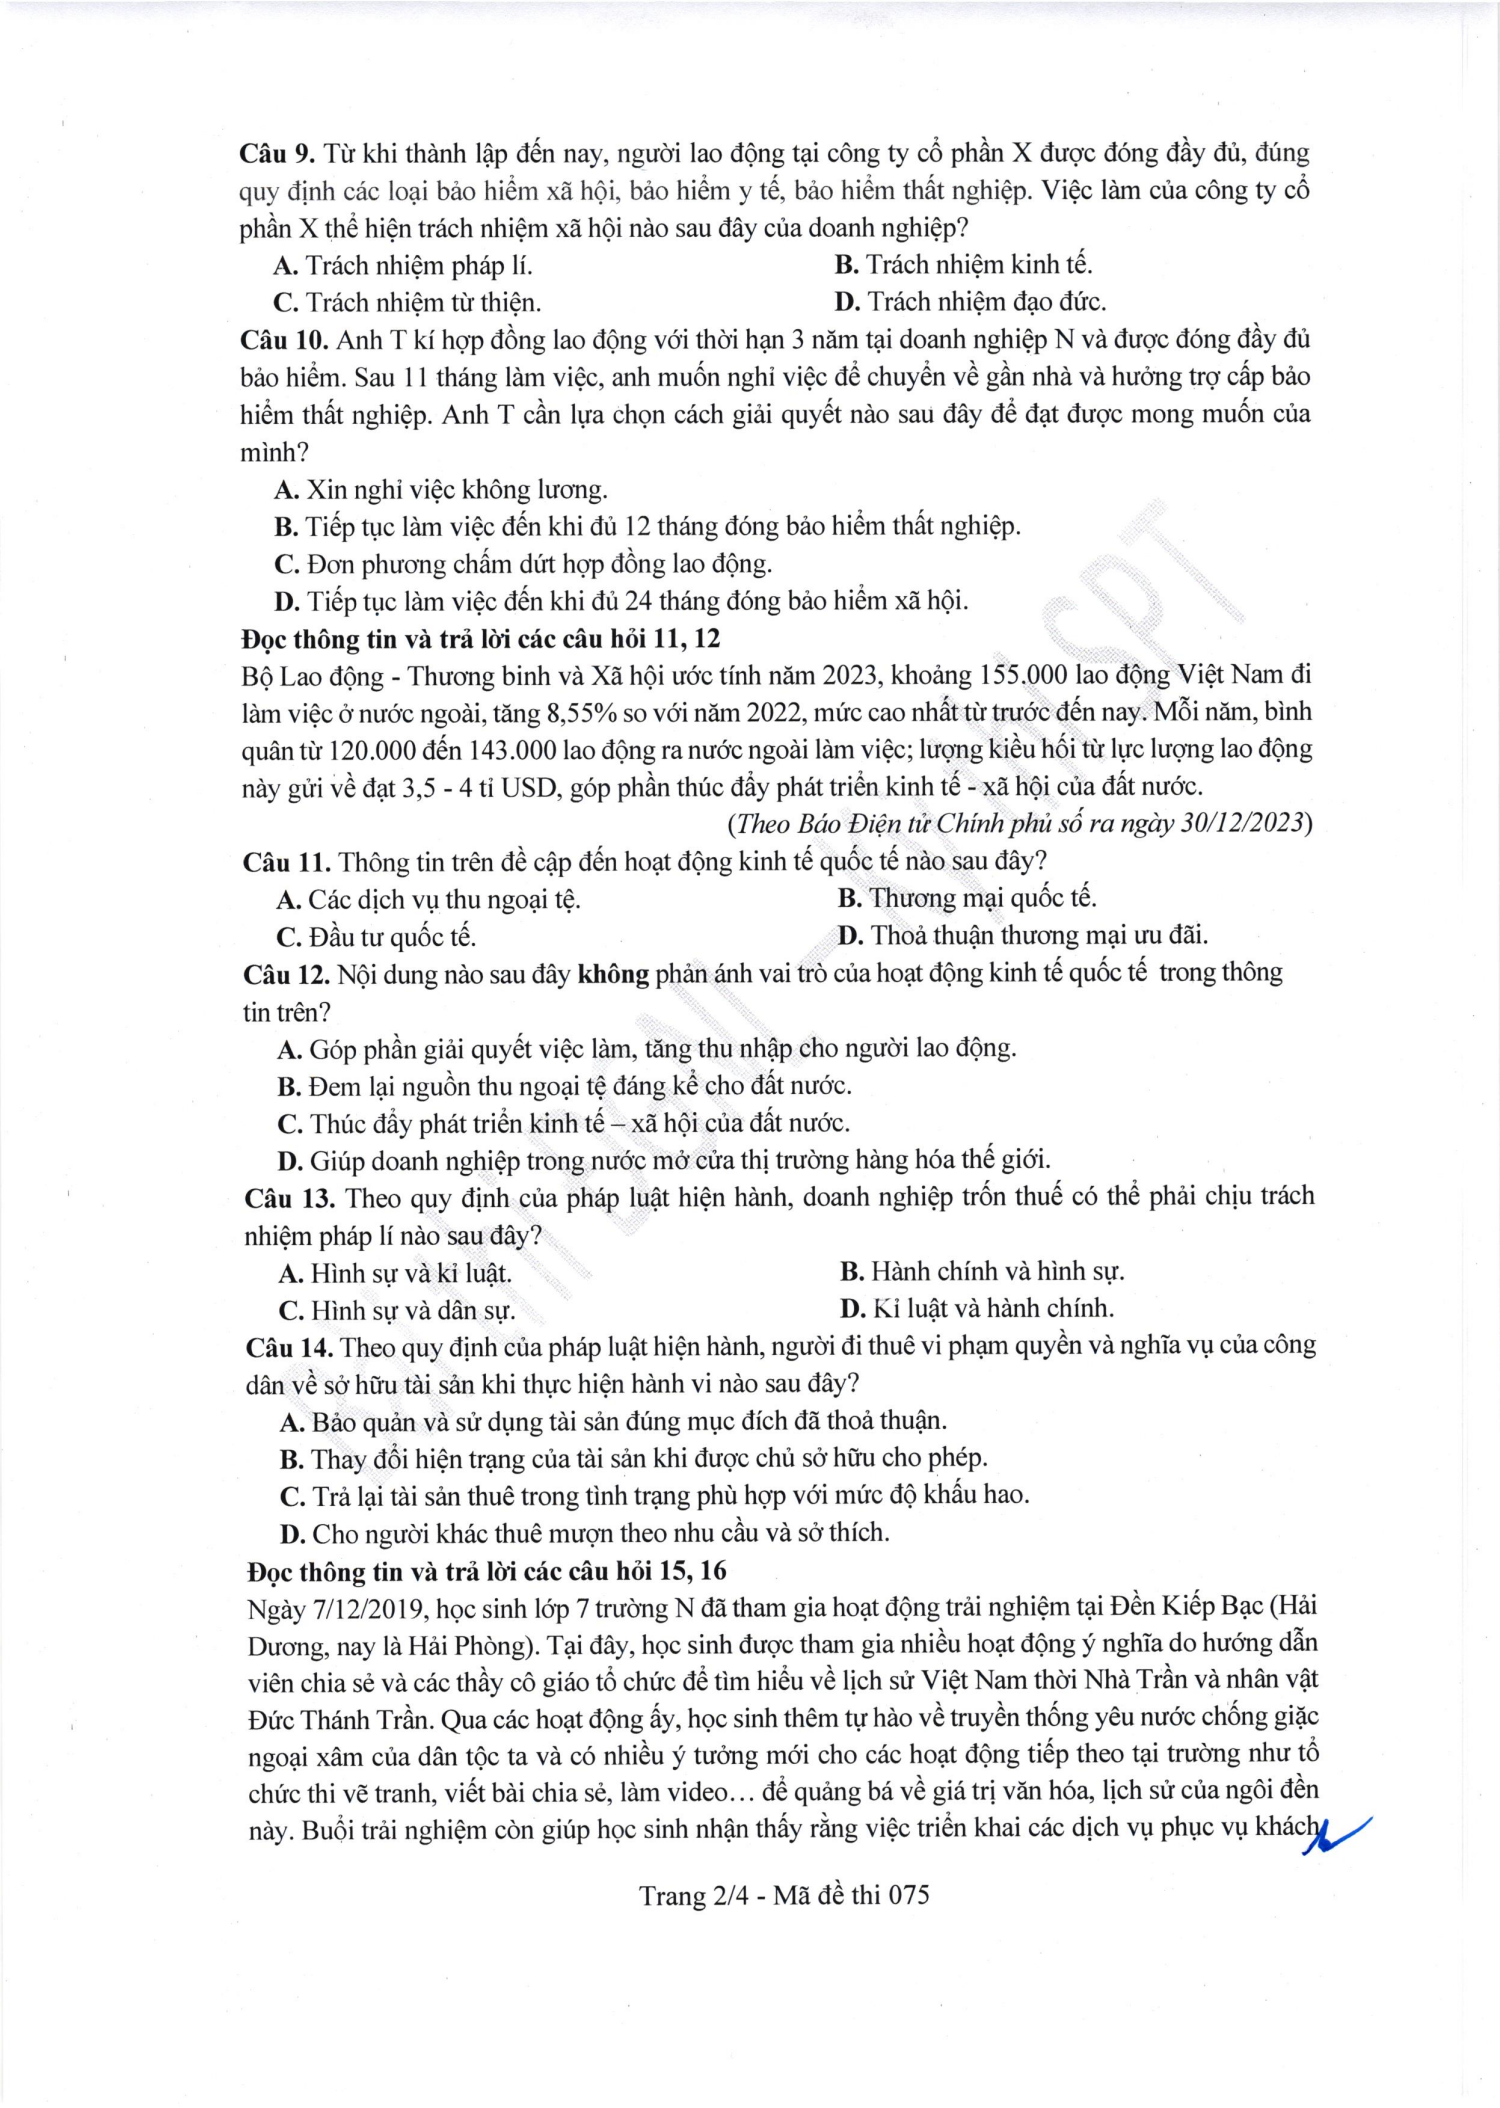 Câu 9. Từ khi thành lập đến nay, người lao động tại công ty cổ phần X được đóng đầy đủ, đúng
quy định các loại bảo hiểm xã hội, bảo hiểm y tế, bảo hiểm thất nghiệp. Việc làm của công ty cổ
phần X thể hiện trách nhiệm xã hội nào sau đây của doanh nghiệp?
A. Trách nhiệm pháp lí. B. Trách nhiệm kinh tế.
C. Trách nhiệm từ thiện. D. Trách nhiệm đạo đức.
Câu 10. Anh T kí hợp đồng lao động với thời hạn 3 năm tại doanh nghiệp N và được đóng đầy đủ
bảo hiểm. Sau 11 tháng làm việc, anh muốn nghỉ việc để chuyển về gần nhà và hưởng trợ cấp bảo
hiểm thất nghiệp. Anh T cần lựa chọn cách giải quyết nào sau đây để đạt được mong muốn của
mình?
A. Xin nghỉ việc không lương.
B. Tiếp tục làm việc đến khi đủ 12 tháng đóng bảo hiểm thất nghiệp.
C. Đơn phương chấm dứt hợp đồng lao động.
D. Tiếp tục làm việc đến khi đủ 24 tháng đóng bảo hiểm xã hội.
Đọc thông tin và trả lời các câu hỏi 11, 12
Bộ Lao động - Thương binh và Xã hội ước tính năm 2023, khoảng 155.000 lao động Việt Nam đi
làm việc ở nước ngoài, tăng 8,55% so với năm 2022, mức cao nhất từ trước đến nay. Mỗi năm, bình
quân từ 120.000 đến 143.000 lao động ra nước ngoài làm việc; lượng kiều hối từ lực lượng lao động
này gửi về đạt 3,5 - 4 tỉ USD, góp phần thúc đẩy phát triển kinh tế - xã hội của đất nước.
(Theo Báo Điện tử Chính phủ số ra ngày 30/12/2023)
Câu 11. Thông tin trên đề cập đến hoạt động kinh tế quốc tế nào sau đây?
A. Các dịch vụ thu ngoại tệ. B. Thương mại quốc tế.
C. Đầu tư quốc tế. D. Thoả thuận thương mại ưu đãi.
Câu 12. Nội dung nào sau đây không phản ánh vai trò của hoạt động kinh tế quốc tế trong thông
tin trên?
A. Góp phần giải quyết việc làm, tăng thu nhập cho người lao động.
B. Đem lại nguồn thu ngoại tệ đáng kể cho đất nước.
C. Thúc đẩy phát triển kinh tế – xã hội của đất nước.
D. Giúp doanh nghiệp trong nước mở cửa thị trường hàng hóa thế giới.
Câu 13. Theo quy định của pháp luật hiện hành, doanh nghiệp trốn thuế có thể phải chịu trách
nhiệm pháp lí nào sau đây?
A. Hình sự và kỉ luật. B. Hành chính và hình sự.
C. Hình sự và dân sự. D. Kỉ luật và hành chính.
Câu 14. Theo quy định của pháp luật hiện hành, người đi thuê vi phạm quyền và nghĩa vụ của công
dân về sở hữu tài sản khi thực hiện hành vi nào sau đây?
A. Bảo quản và sử dụng tài sản đúng mục đích đã thoả thuận.
B. Thay đổi hiện trạng của tài sản khi được chủ sở hữu cho phép.
C. Trả lại tài sản thuê trong tình trạng phù hợp với mức độ khấu hao.
D. Cho người khác thuê mượn theo nhu cầu và sở thích.
Đọc thông tin và trả lời các câu hỏi 15, 16
Ngày 7/12/2019, học sinh lớp 7 trường N đã tham gia hoạt động trải nghiệm tại Đền Kiếp Bạc (Hải
Dương, nay là Hải Phòng). Tại đây, học sinh được tham gia nhiều hoạt động ý nghĩa do hướng dẫn
viên chia sẻ và các thầy cô giáo tổ chức để tìm hiểu về lịch sử Việt Nam thời Nhà Trần và nhân vật
Đức Thánh Trần. Qua các hoạt động ấy, học sinh thêm tự hào về truyền thống yêu nước chống giặc
ngoại xâm của dân tộc ta và có nhiều ý tưởng mới cho các hoạt động tiếp theo tại trường như tổ
chức thi vẽ tranh, viết bài chia sẻ, làm video… để quảng bá về giá trị văn hóa, lịch sử của ngôi đền
này. Buổi trải nghiệm còn giúp học sinh nhận thấy rằng việc triển khai các dịch vụ phục vụ khách
Trang 2/4 - Mã đề thi 075